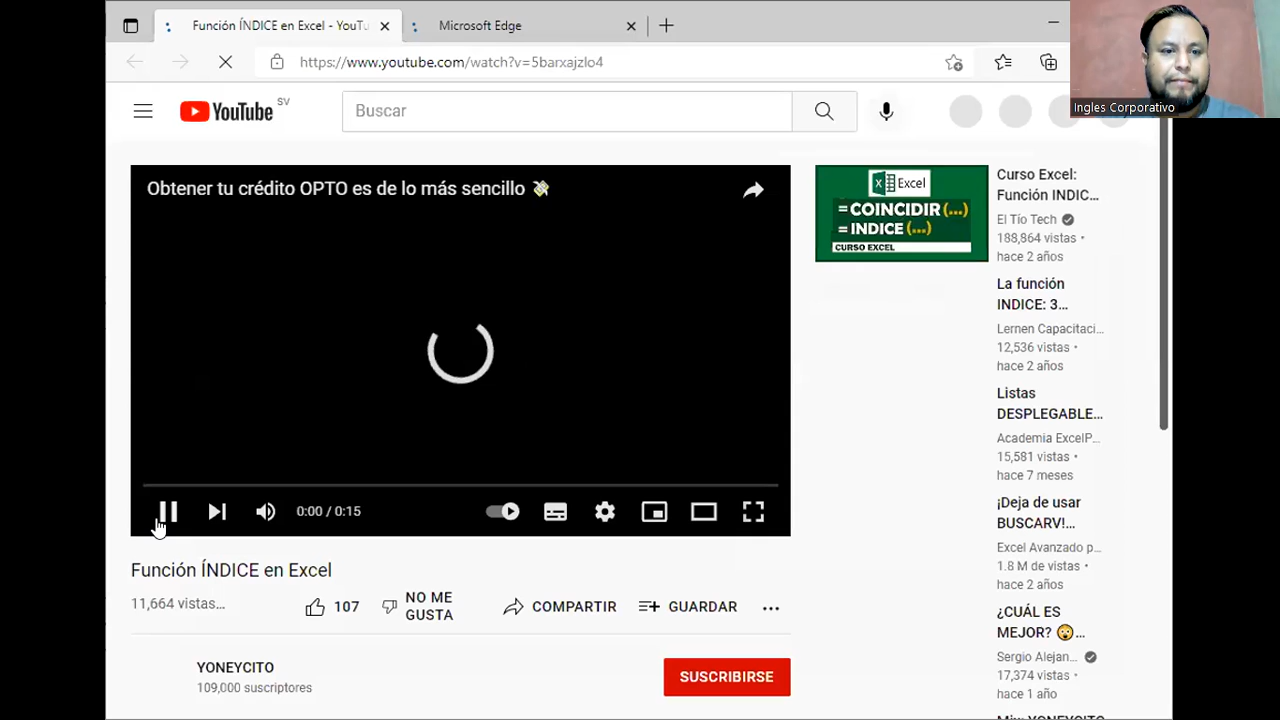 Función ÍNDICE en Excel - YouTu
Microsoft Edge
https://www.youtube.com/watch?v=5barxajzlo4
Ingles Corporativo
YouTube SV
Buscar
Obtener tu crédito OPTO es de lo más sencillo 💸
0:00 / 0:15
Función ÍNDICE en Excel
11,664 vistas...
107
NO ME
GUSTA
COMPARTIR
GUARDAR
YONEYCITO
109,000 suscriptores
SUSCRIBIRSE
Excel
=COINCIDIR (...)
=INDICE (...)
CURSO EXCEL
Curso Excel:
Función INDIC...
El Tío Tech
188,864 vistas •
hace 2 años
La función
INDICE: 3...
Lernen Capacitaci...
12,536 vistas •
hace 2 años
Listas
DESPLEGABLE...
Academia ExcelP...
15,581 vistas •
hace 7 meses
¡Deja de usar
BUSCARV!...
Excel Avanzado p...
1.8 M de vistas •
hace 2 años
¿CUÁL ES
MEJOR? 😮...
Sergio Alejan...
17,374 vistas •
hace 1 año